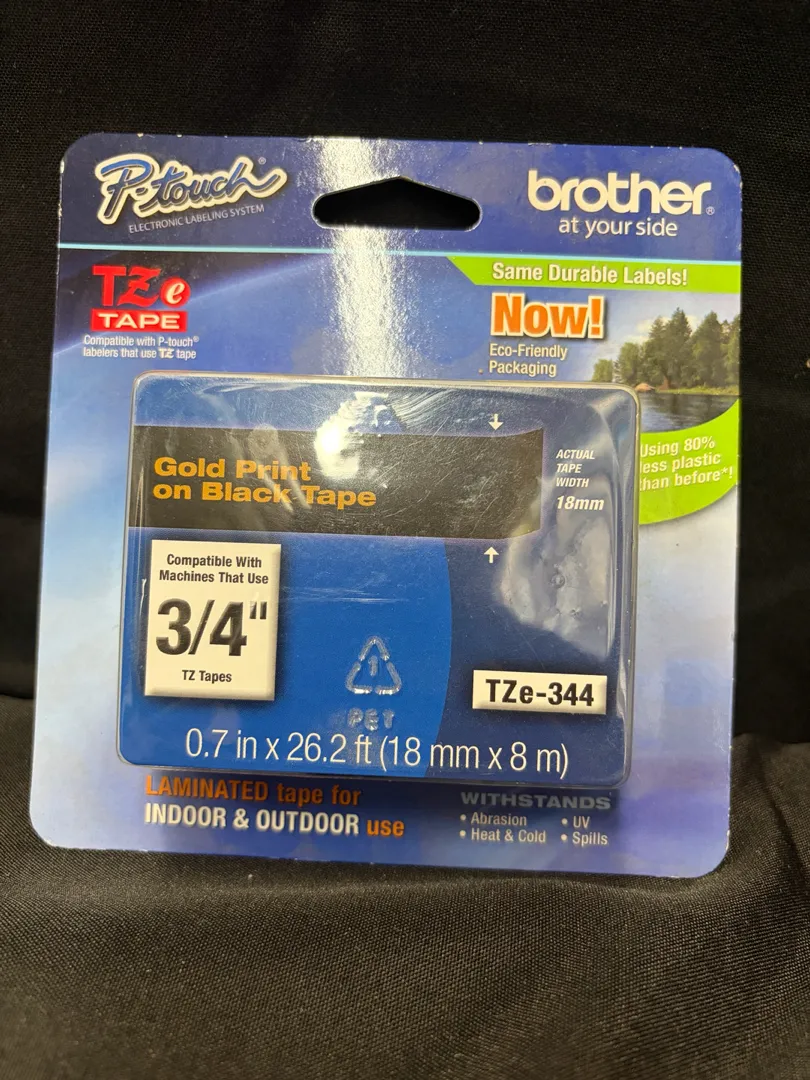 P-touch®
ELECTRONIC LABELING SYSTEM
brother®
at your side
TZe
TAPE
Compatible with P-touch®
labelers that use TZ tape
Same Durable Labels!
Now!
Eco-Friendly
Packaging
Using 80%
less plastic
than before*!
Gold Print
on Black Tape
ACTUAL
TAPE
WIDTH
18mm
Compatible With
Machines That Use
3/4"
TZ Tapes
1
PET
TZe-344
0.7 in x 26.2 ft (18 mm x 8 m)
LAMINATED tape for
INDOOR & OUTDOOR use
WITHSTANDS
• Abrasion • UV
• Heat & Cold • Spills